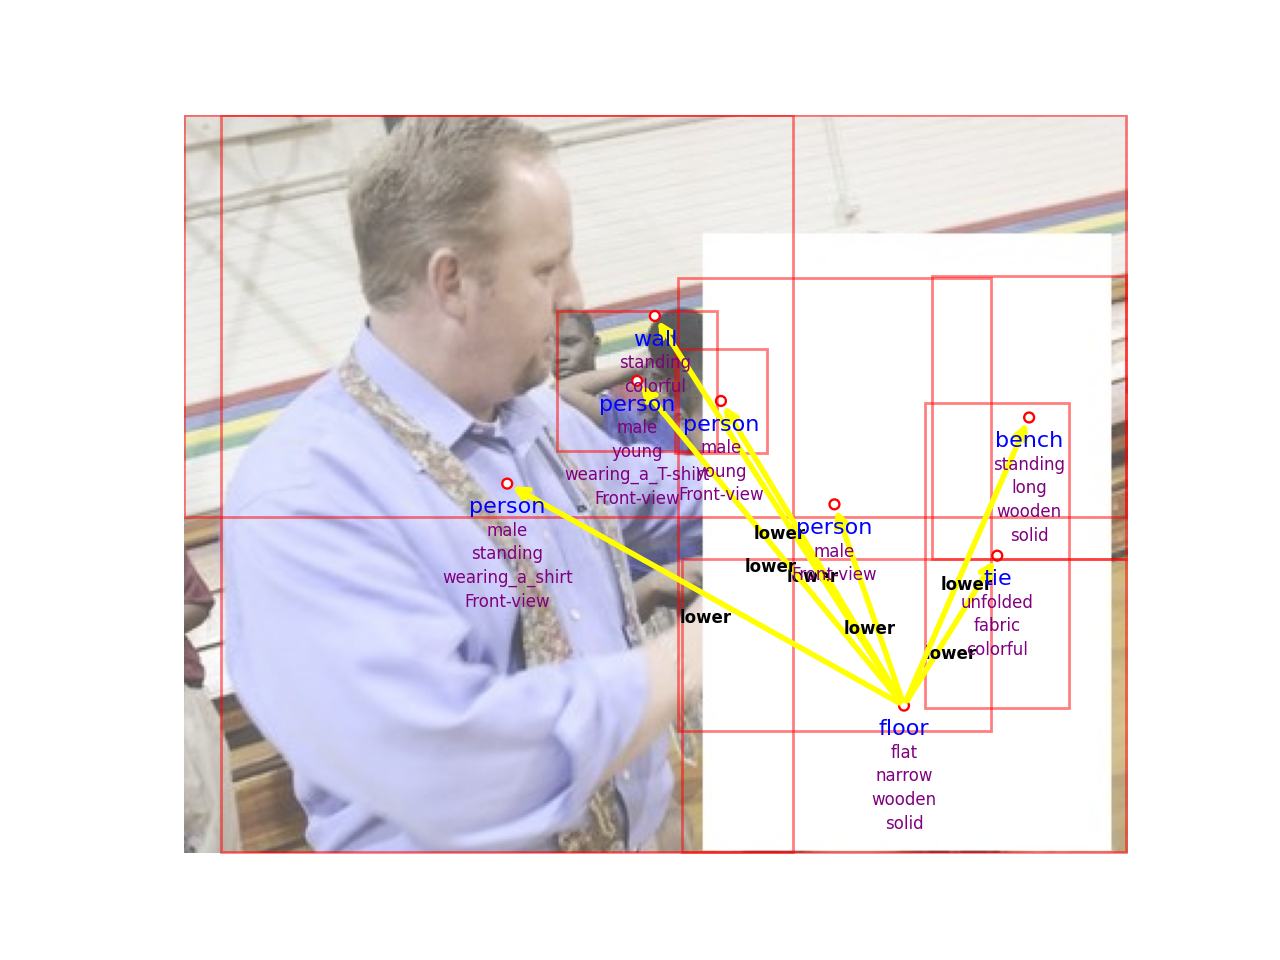 wall
standing
colorful
person
male
young
wearing_a_T-shirt
Front-view
person
male
young
Front-view
bench
standing
long
wooden
solid
person
male
standing
wearing_a_shirt
Front-view
person
male
Front-view
tie
unfolded
fabric
colorful
lower
lower
lower
lower
lower
lower
lower
floor
flat
narrow
wooden
solid